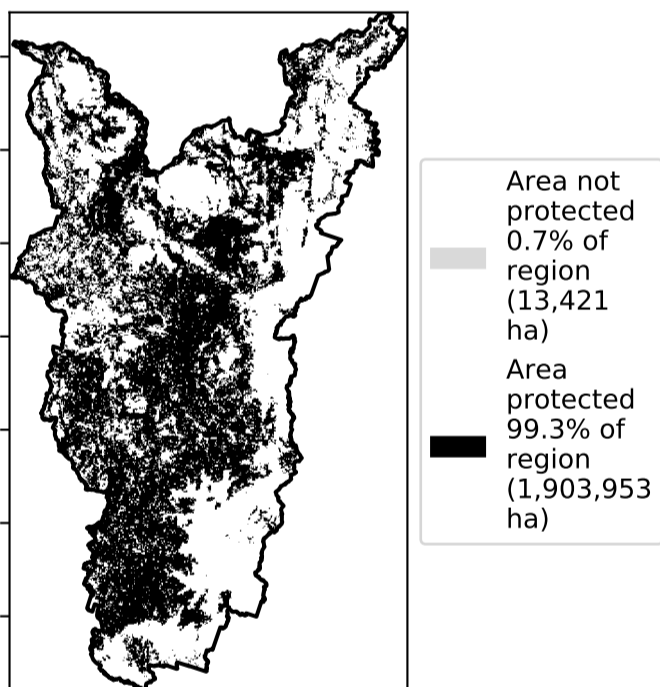 Area not
protected
0.7% of
region
(13,421
ha)
Area
protected
99.3% of
region
(1,903,953
ha)